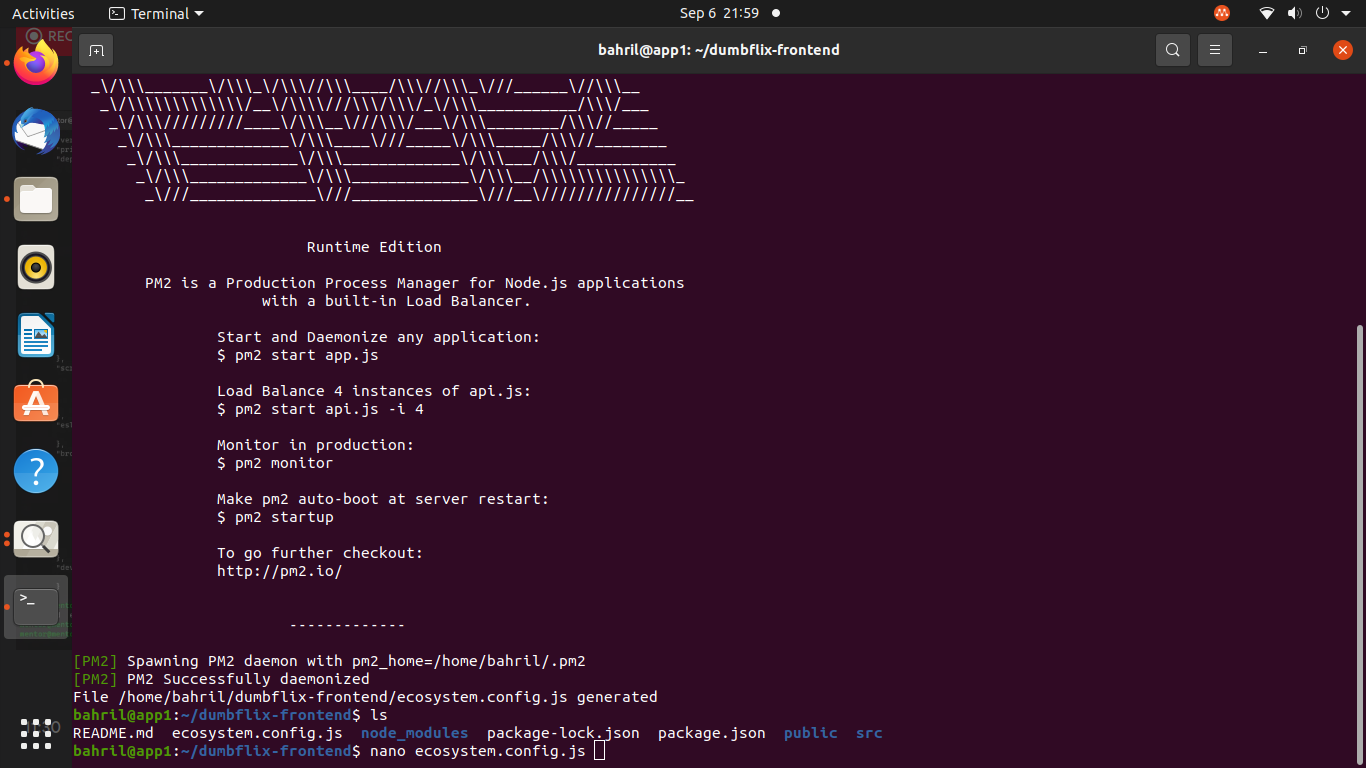 Activities Terminal Sep 6 21:59
REC
bahril@app1: ~/dumbflix-frontend
_\/\\\_______\/\\\_\/\\\//\\\____/\\\//\\\_\///______\//\\\__
_\/\\\\\\\\\\\\\/__\/\\\\///\\\/\\\/_\/\\\___________/\\\/___
_\/\\\/////////____\/\\\__\///\\\/___\/\\\________/\\\//_____
_\/\\\_____________\/\\\____\///_____\/\\\_____/\\\//________
_\/\\\_____________\/\\\_____________\/\\\___/\\\/___________
_\/\\\_____________\/\\\_____________\/\\\__/\\\\\\\\\\\\\\\_
_\///______________\///______________\///__\///////////////__
Runtime Edition
PM2 is a Production Process Manager for Node.js applications
with a built-in Load Balancer.
Start and Daemonize any application:
$ pm2 start app.js
Load Balance 4 instances of api.js:
$ pm2 start api.js -i 4
Monitor in production:
$ pm2 monitor
Make pm2 auto-boot at server restart:
$ pm2 startup
To go further checkout:
http://pm2.io/
-------------
[PM2] Spawning PM2 daemon with pm2_home=/home/bahril/.pm2
[PM2] PM2 Successfully daemonized
File /home/bahril/dumbflix-frontend/ecosystem.config.js generated
bahril@app1:~/dumbflix-frontend$ ls
README.md ecosystem.config.js node_modules package-lock.json package.json public src
bahril@app1:~/dumbflix-frontend$ nano ecosystem.config.js